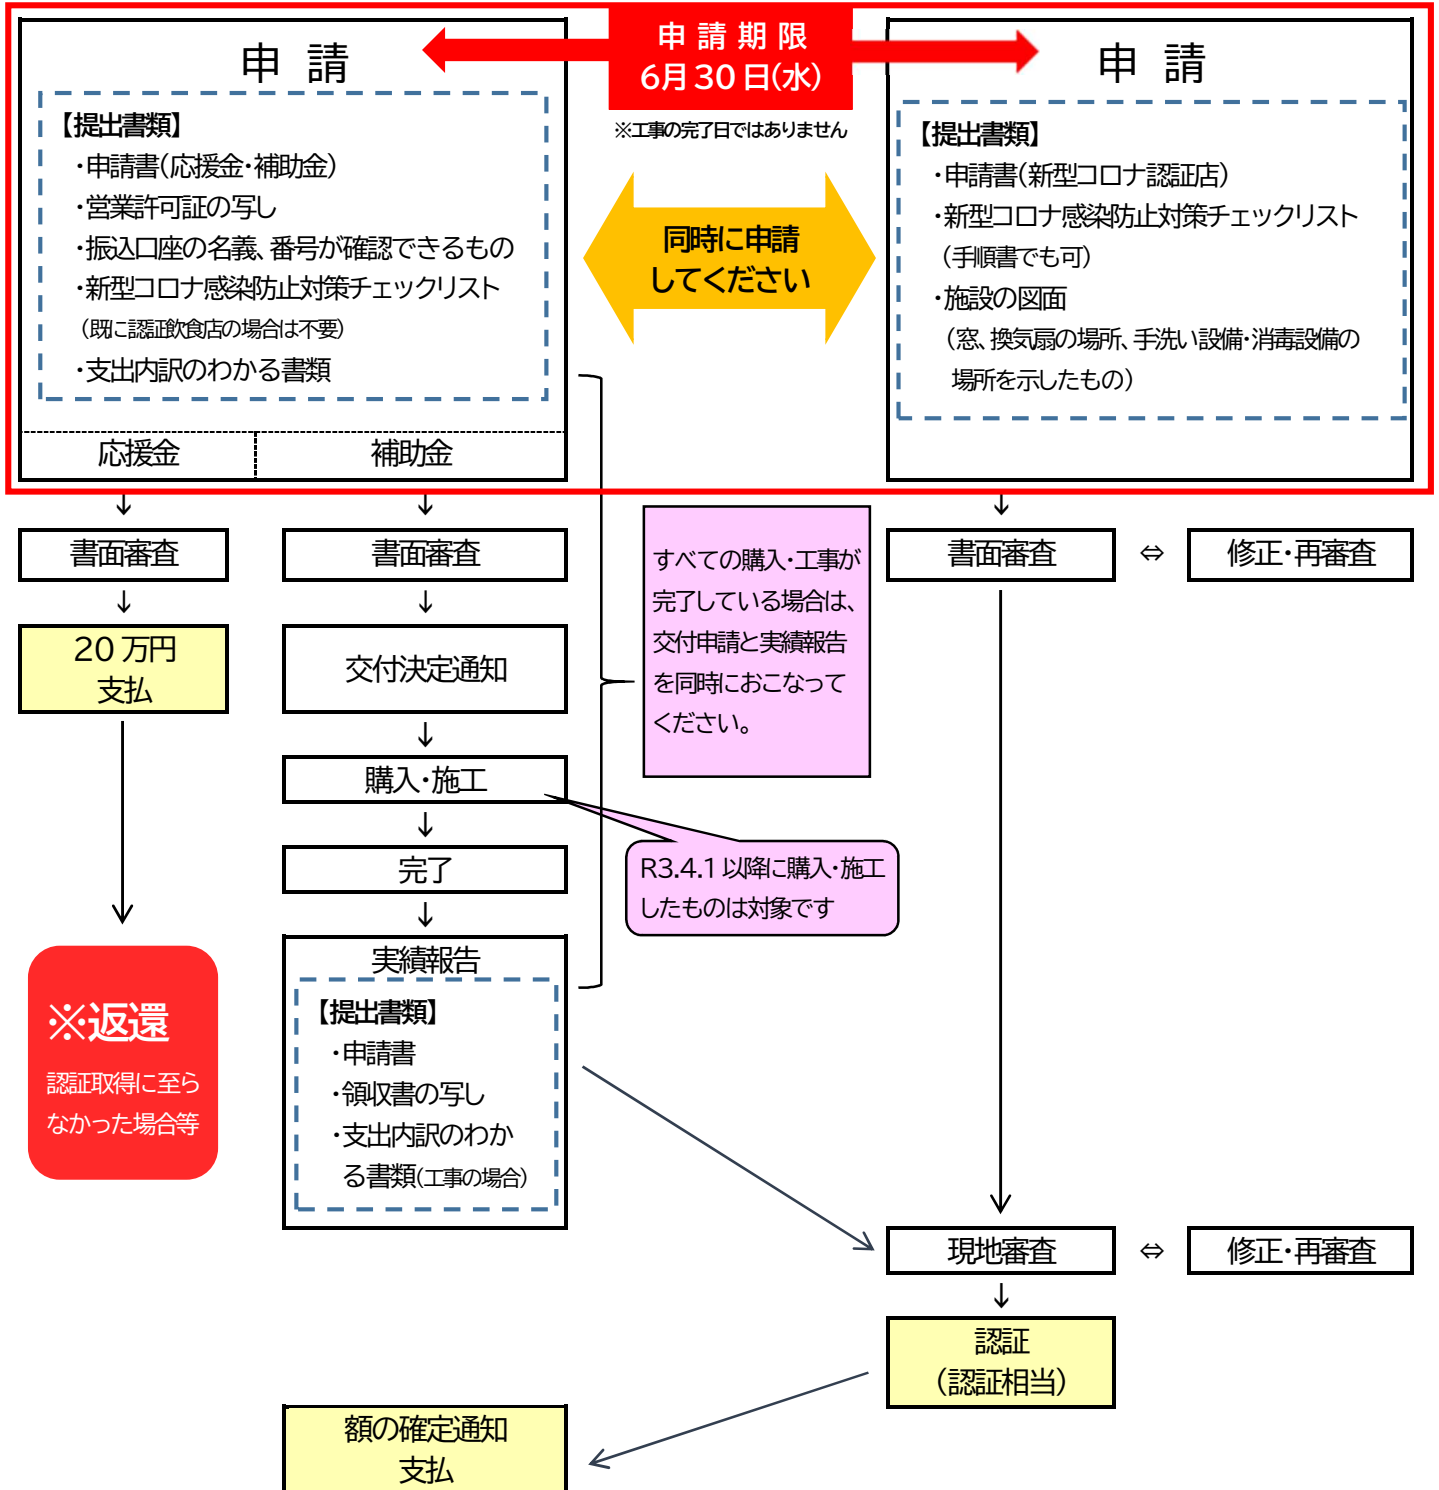 申請
【提出書類】
・申請書(応援金・補助金)
・営業許可証の写し
・振込口座の名義、番号が確認できるもの
・新型コロナ感染防止対策チェックリスト
(既に認証飲食店の場合は不要)
・支出内訳のわかる書類
応援金
補助金
申請期限
6月30日(水)
※工事の完了日ではありません
同時に申請
してください
申請
【提出書類】
・申請書(新型コロナ認証店)
・新型コロナ感染防止対策チェックリスト
(手順書でも可)
・施設の図面
(窓、換気扇の場所、手洗い設備・消毒設備の
場所を示したもの)
↓
書面審査
↓
20万円
支払
※返還
認証取得に至ら
なかった場合等
↓
書面審査
↓
交付決定通知
↓
購入・施工
↓
完了
↓
実績報告
【提出書類】
・申請書
・領収書の写し
・支出内訳のわか
る書類(工事の場合)
すべての購入・工事が
完了している場合は、
交付申請と実績報告
を同時におこなって
ください。
R3.4.1以降に購入・施工
したものは対象です
↓
書面審査 ⇔ 修正・再審査
現地審査 ⇔ 修正・再審査
↓
認証
(認証相当)
額の確定通知
支払